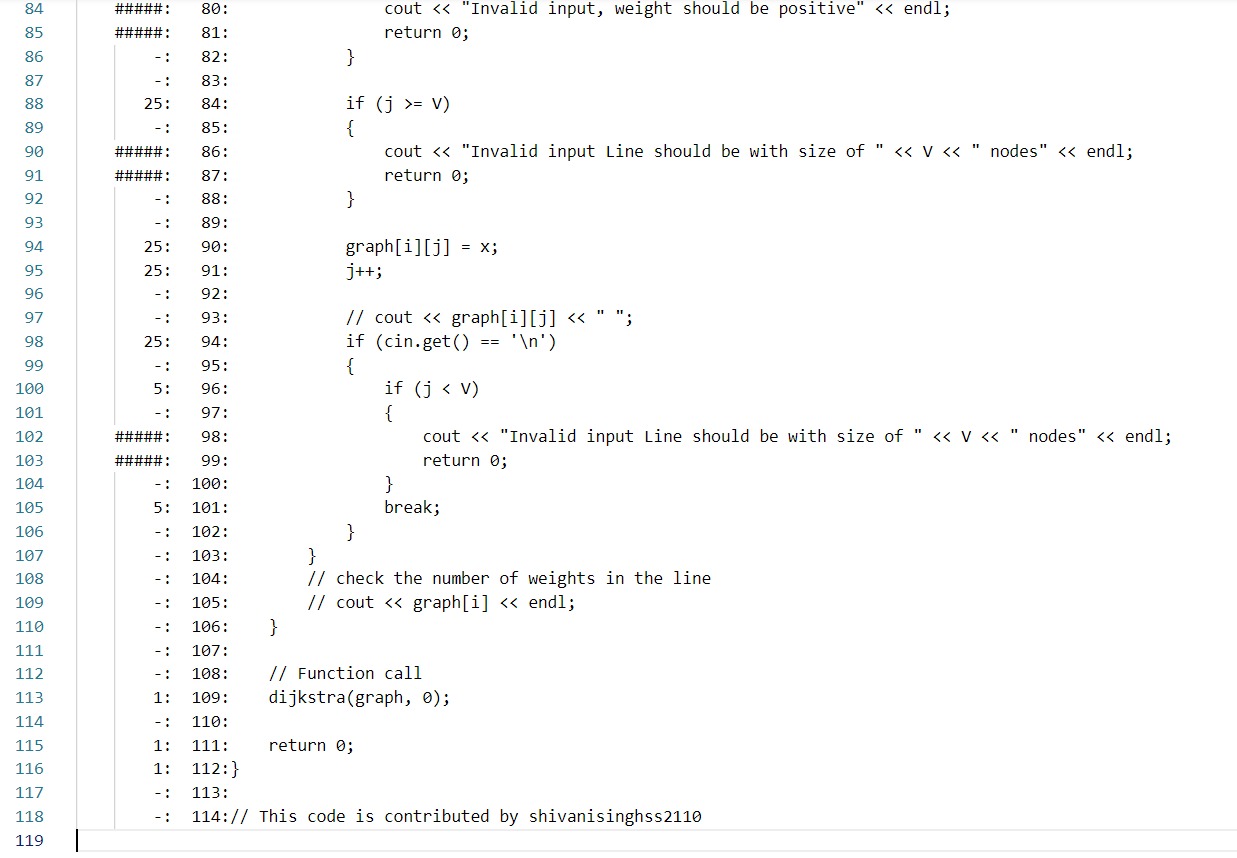 84 #####: 80: cout << "Invalid input, weight should be positive" << endl;
85 #####: 81: return 0;
86 -: 82: }
87 -: 83:
88 25: 84: if (j >= V)
89 -: 85: {
90 #####: 86: cout << "Invalid input Line should be with size of " << V << " nodes" << endl;
91 #####: 87: return 0;
92 -: 88: }
93 -: 89:
94 25: 90: graph[i][j] = x;
95 25: 91: j++;
96 -: 92:
97 -: 93: // cout << graph[i][j] << " ";
98 25: 94: if (cin.get() == '\n')
99 -: 95: {
100 5: 96: if (j < V)
101 -: 97: {
102 #####: 98: cout << "Invalid input Line should be with size of " << V << " nodes" << endl;
103 #####: 99: return 0;
104 -: 100: }
105 5: 101: break;
106 -: 102: }
107 -: 103: }
108 -: 104: // check the number of weights in the line
109 -: 105: // cout << graph[i] << endl;
110 -: 106: }
111 -: 107:
112 -: 108: // Function call
113 1: 109: dijkstra(graph, 0);
114 -: 110:
115 1: 111: return 0;
116 1: 112:}
117 -: 113:
118 -: 114:// This code is contributed by shivanisinghss2110
119